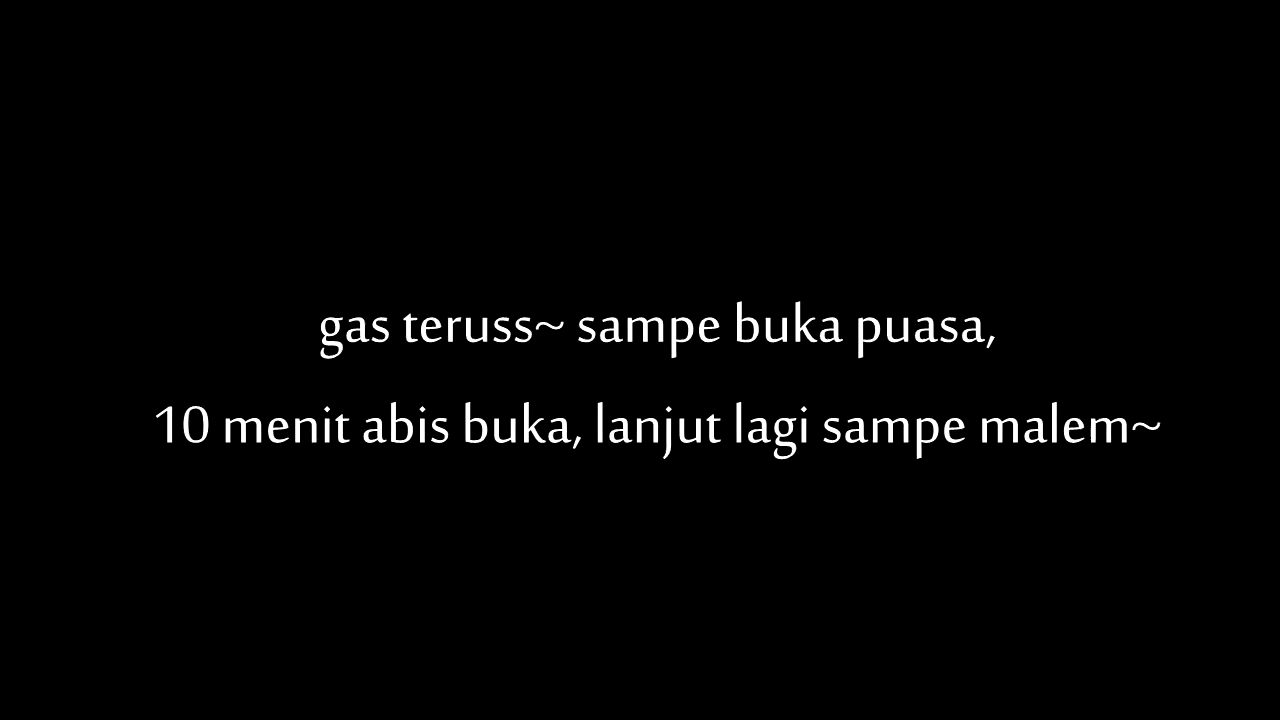 gas teruss~ sampe buka puasa,
10 menit abis buka, lanjut lagi sampe malem~